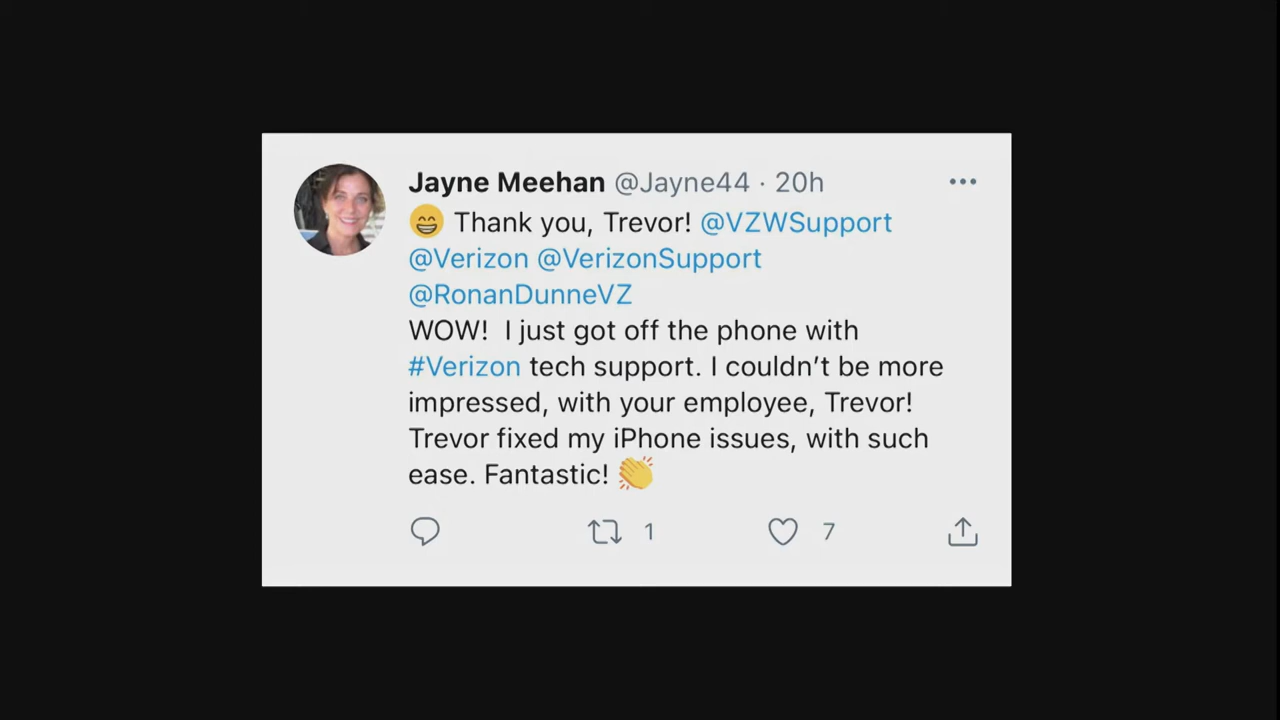 Jayne Meehan @Jayne44 · 20h
😁 Thank you, Trevor! @VZWSupport
@Verizon @VerizonSupport
@RonanDunneVZ
WOW!  I just got off the phone with
#Verizon tech support. I couldn’t be more
impressed, with your employee, Trevor!
Trevor fixed my iPhone issues, with such
ease. Fantastic! 👏
1 7